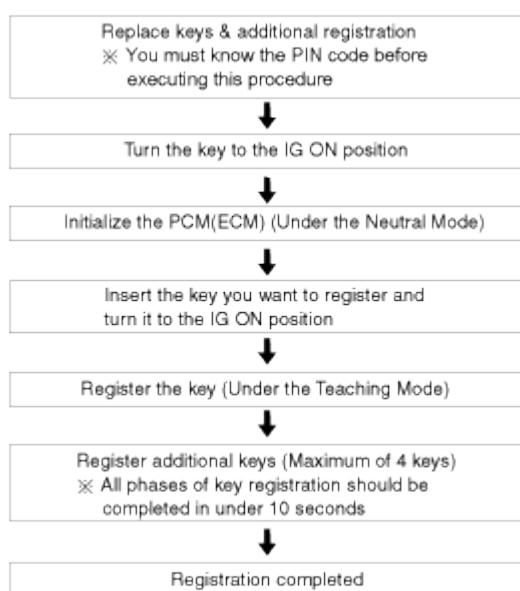 Replace keys & additional registration
※ You must know the PIN code before
executing this procedure
Turn the key to the IG ON position
Initialize the PCM(ECM) (Under the Neutral Mode)
Insert the key you want to register and
turn it to the IG ON position
Register the key (Under the Teaching Mode)
Register additional keys (Maximum of 4 keys)
※ All phases of key registration should be
completed in under 10 seconds
Registration completed